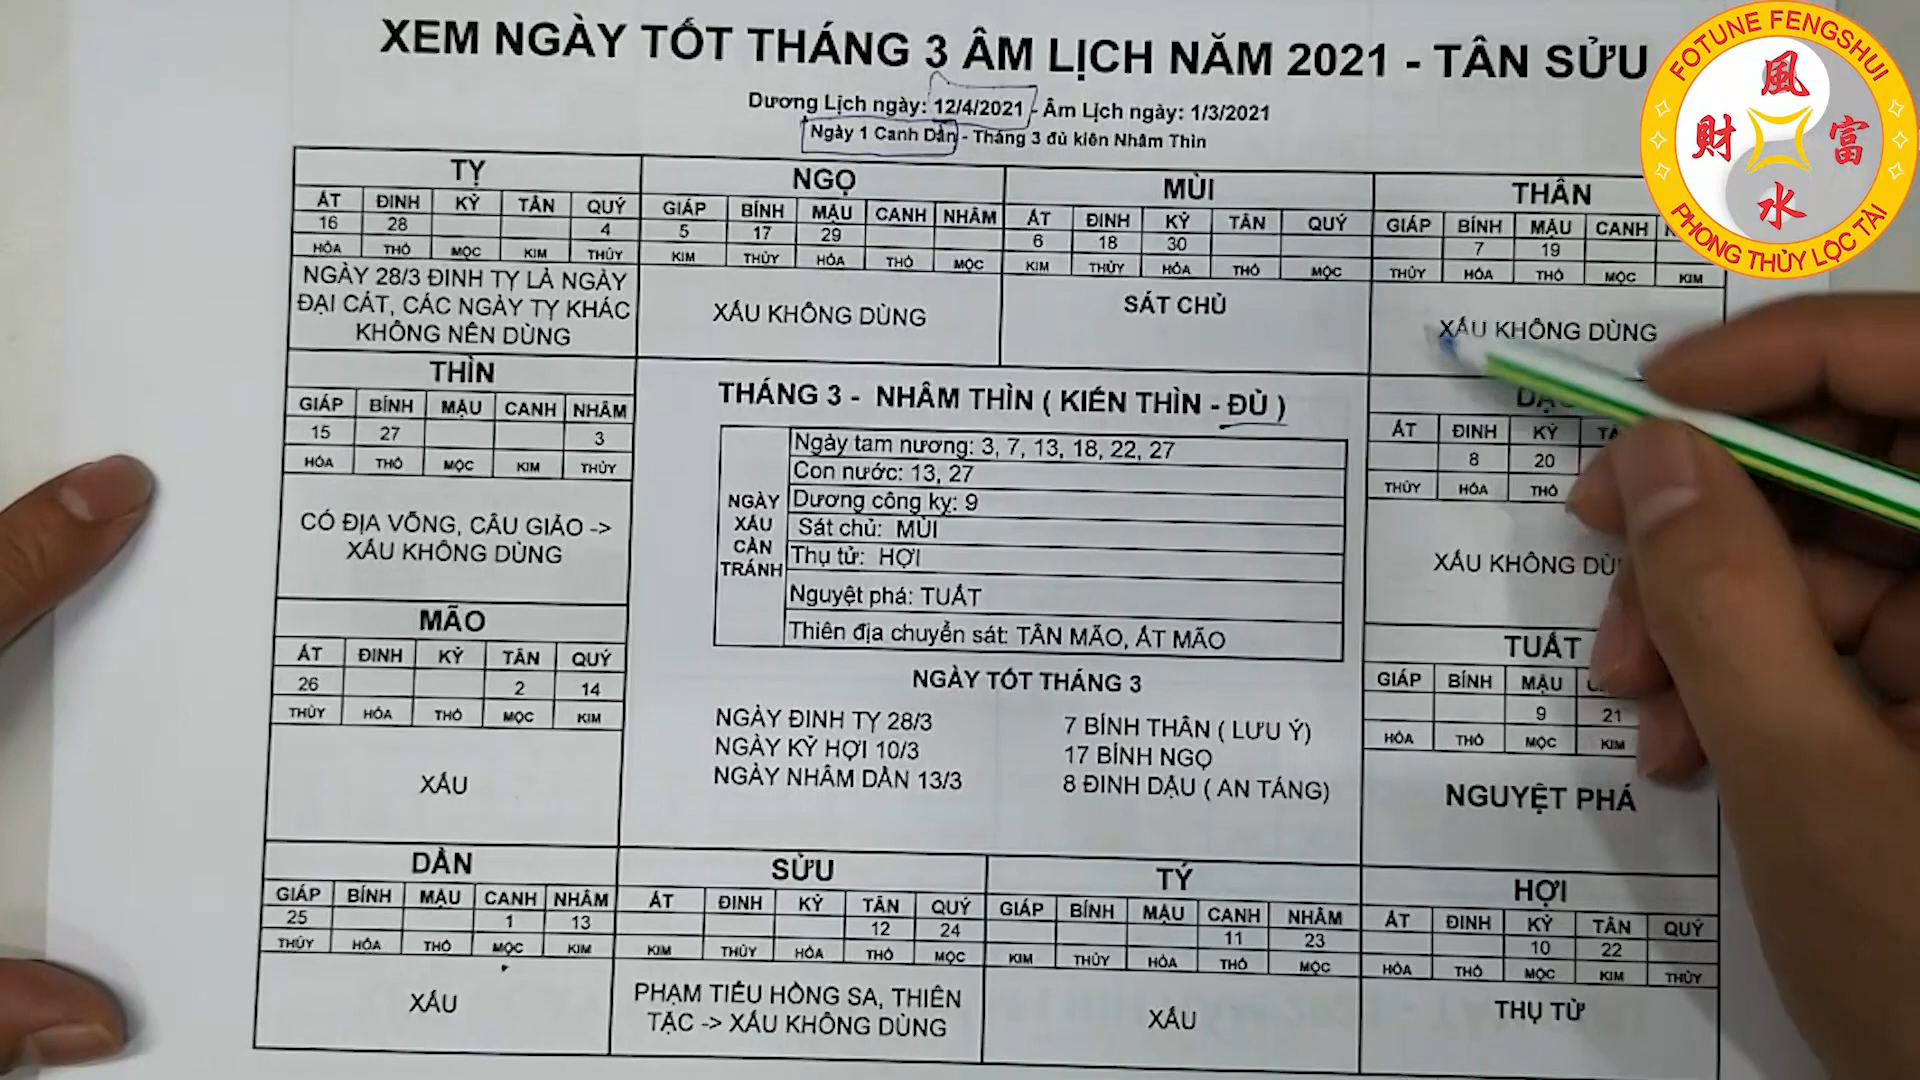 XEM NGÀY TỐT THÁNG 3 ÂM LỊCH NĂM 2021 - TÂN SỬU
Dương Lịch ngày: 12/4/2021 - Âm Lịch ngày: 1/3/2021
Ngày 1 Canh Dần - Tháng 3 đủ kiên Nhâm Thìn
FOTUNE FENGSHUI
風
財 富
水
PHONG THỦY LỘC TÀI
TỴ
ẤT ĐINH KỶ TÂN QUÝ
16 28 4
HỎA THỔ MỘC KIM THỦY
NGÀY 28/3 ĐINH TỴ LÀ NGÀY
ĐẠI CÁT, CÁC NGÀY TỴ KHÁC
KHÔNG NÊN DÙNG
NGỌ
GIÁP BÍNH MẬU CANH NHÂM
5 17 29
KIM THỦY HỎA THỔ MỘC
XẤU KHÔNG DÙNG
MÙI
ẤT ĐINH KỶ TÂN QUÝ
6 18 30
KIM THỦY HỎA THỔ MỘC
SÁT CHỦ
THÂN
GIÁP BÍNH MẬU CANH
7 19
THỦY HỎA THỔ MỘC KIM
XẤU KHÔNG DÙNG
THÌN
GIÁP BÍNH MẬU CANH NHÂM
15 27 3
HỎA THỔ MỘC KIM THỦY
CÓ ĐỊA VÕNG, CÂU GIẢO ->
XẤU KHÔNG DÙNG
THÁNG 3 - NHÂM THÌN ( KIẾN THÌN - ĐỦ )
NGÀY
XẤU
CẦN
TRÁNH
Ngày tam nương: 3, 7, 13, 18, 22, 27
Con nước: 13, 27
Dương công kỵ: 9
Sát chủ: MÙI
Thụ tử: HỢI
Nguyệt phá: TUẤT
Thiên địa chuyển sát: TÂN MÃO, ẤT MÃO
NGÀY TỐT THÁNG 3
NGÀY ĐINH TỴ 28/3
NGÀY KỶ HỢI 10/3
NGÀY NHÂM DẦN 13/3
7 BÍNH THÂN ( LƯU Ý)
17 BÍNH NGỌ
8 ĐINH DẬU ( AN TÁNG)
ẤT ĐINH KỶ
8 20
THỦY HỎA THỔ
XẤU KHÔNG
MÃO
ẤT ĐINH KỶ TÂN QUÝ
26 2 14
THỦY HỎA THỔ MỘC KIM
XẤU
TUẤT
GIÁP BÍNH MẬU
9 21
HỎA THỔ MỘC KIM
NGUYỆT PHÁ
DẦN
GIÁP BÍNH MẬU CANH NHÂM
25 1 13
THỦY HỎA THỔ MỘC KIM
XẤU
SỬU
ẤT ĐINH KỶ TÂN QUÝ
12 24
KIM THỦY HỎA THỔ MỘC
PHẠM TIỂU HỒNG SA, THIÊN
TẶC -> XẤU KHÔNG DÙNG
TÝ
GIÁP BÍNH MẬU CANH NHÂM
11 23
KIM THỦY HỎA THỔ MỘC
XẤU
HỢI
ẤT ĐINH KỶ TÂN QUÝ
10 22
HỎA THỔ MỘC KIM THỦY
THỤ TỬ